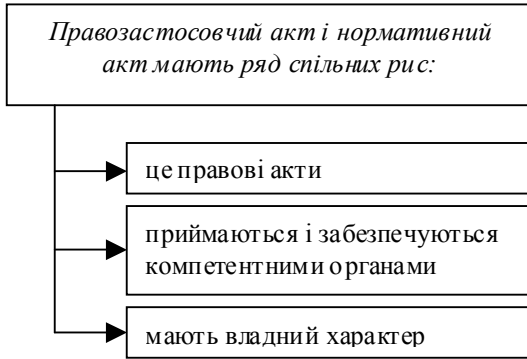 Правозастосовчий акт і нормативний
акт мають ряд спільних рис:
це правові акти
приймаються і забезпечуються
компетентними органами
мають владний характер